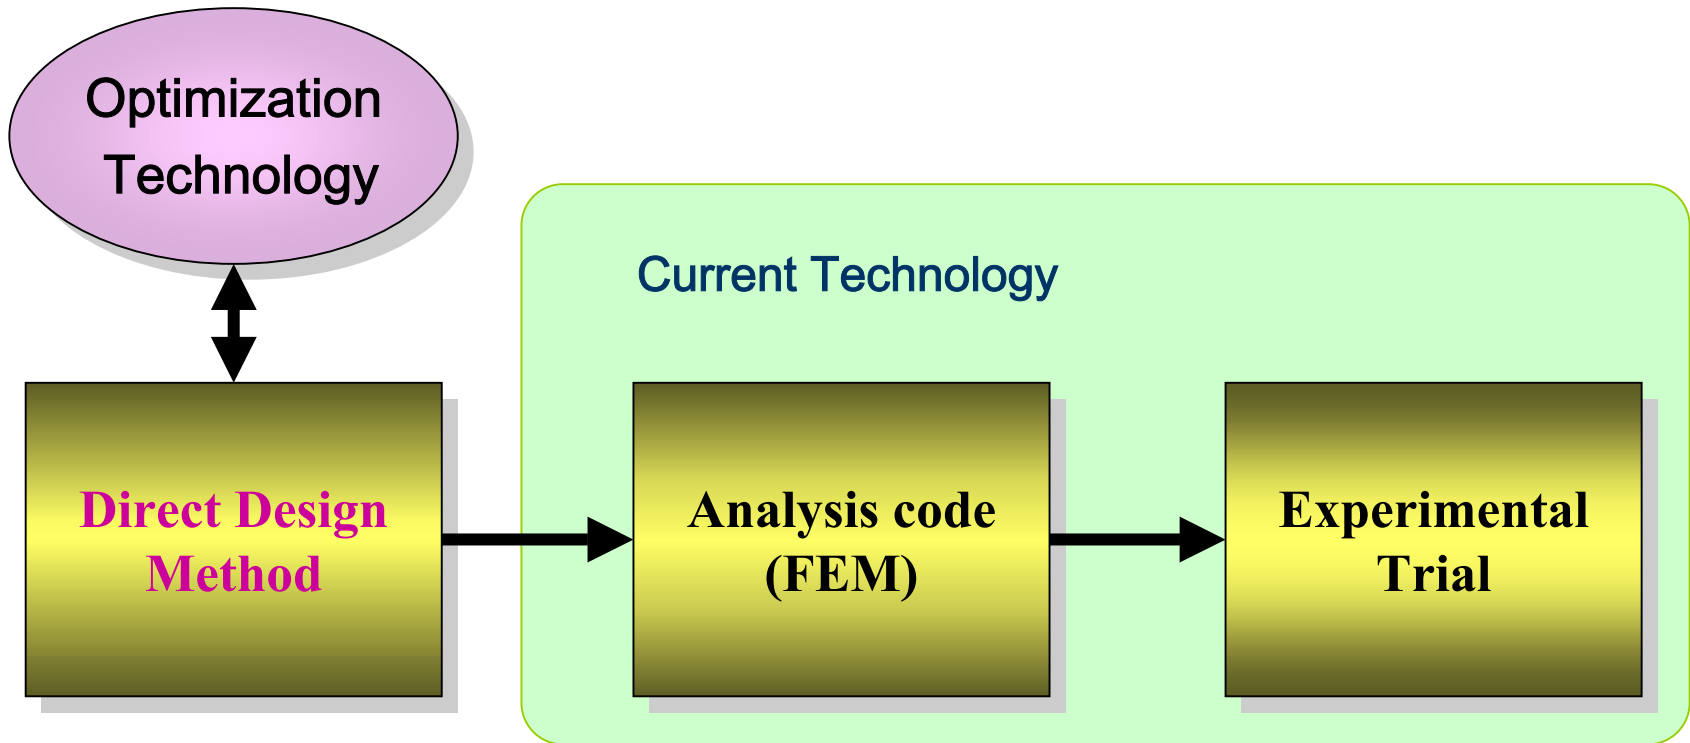 Optimization
Technology
Current Technology
Direct Design
Method
Analysis code
(FEM)
Experimental
Trial